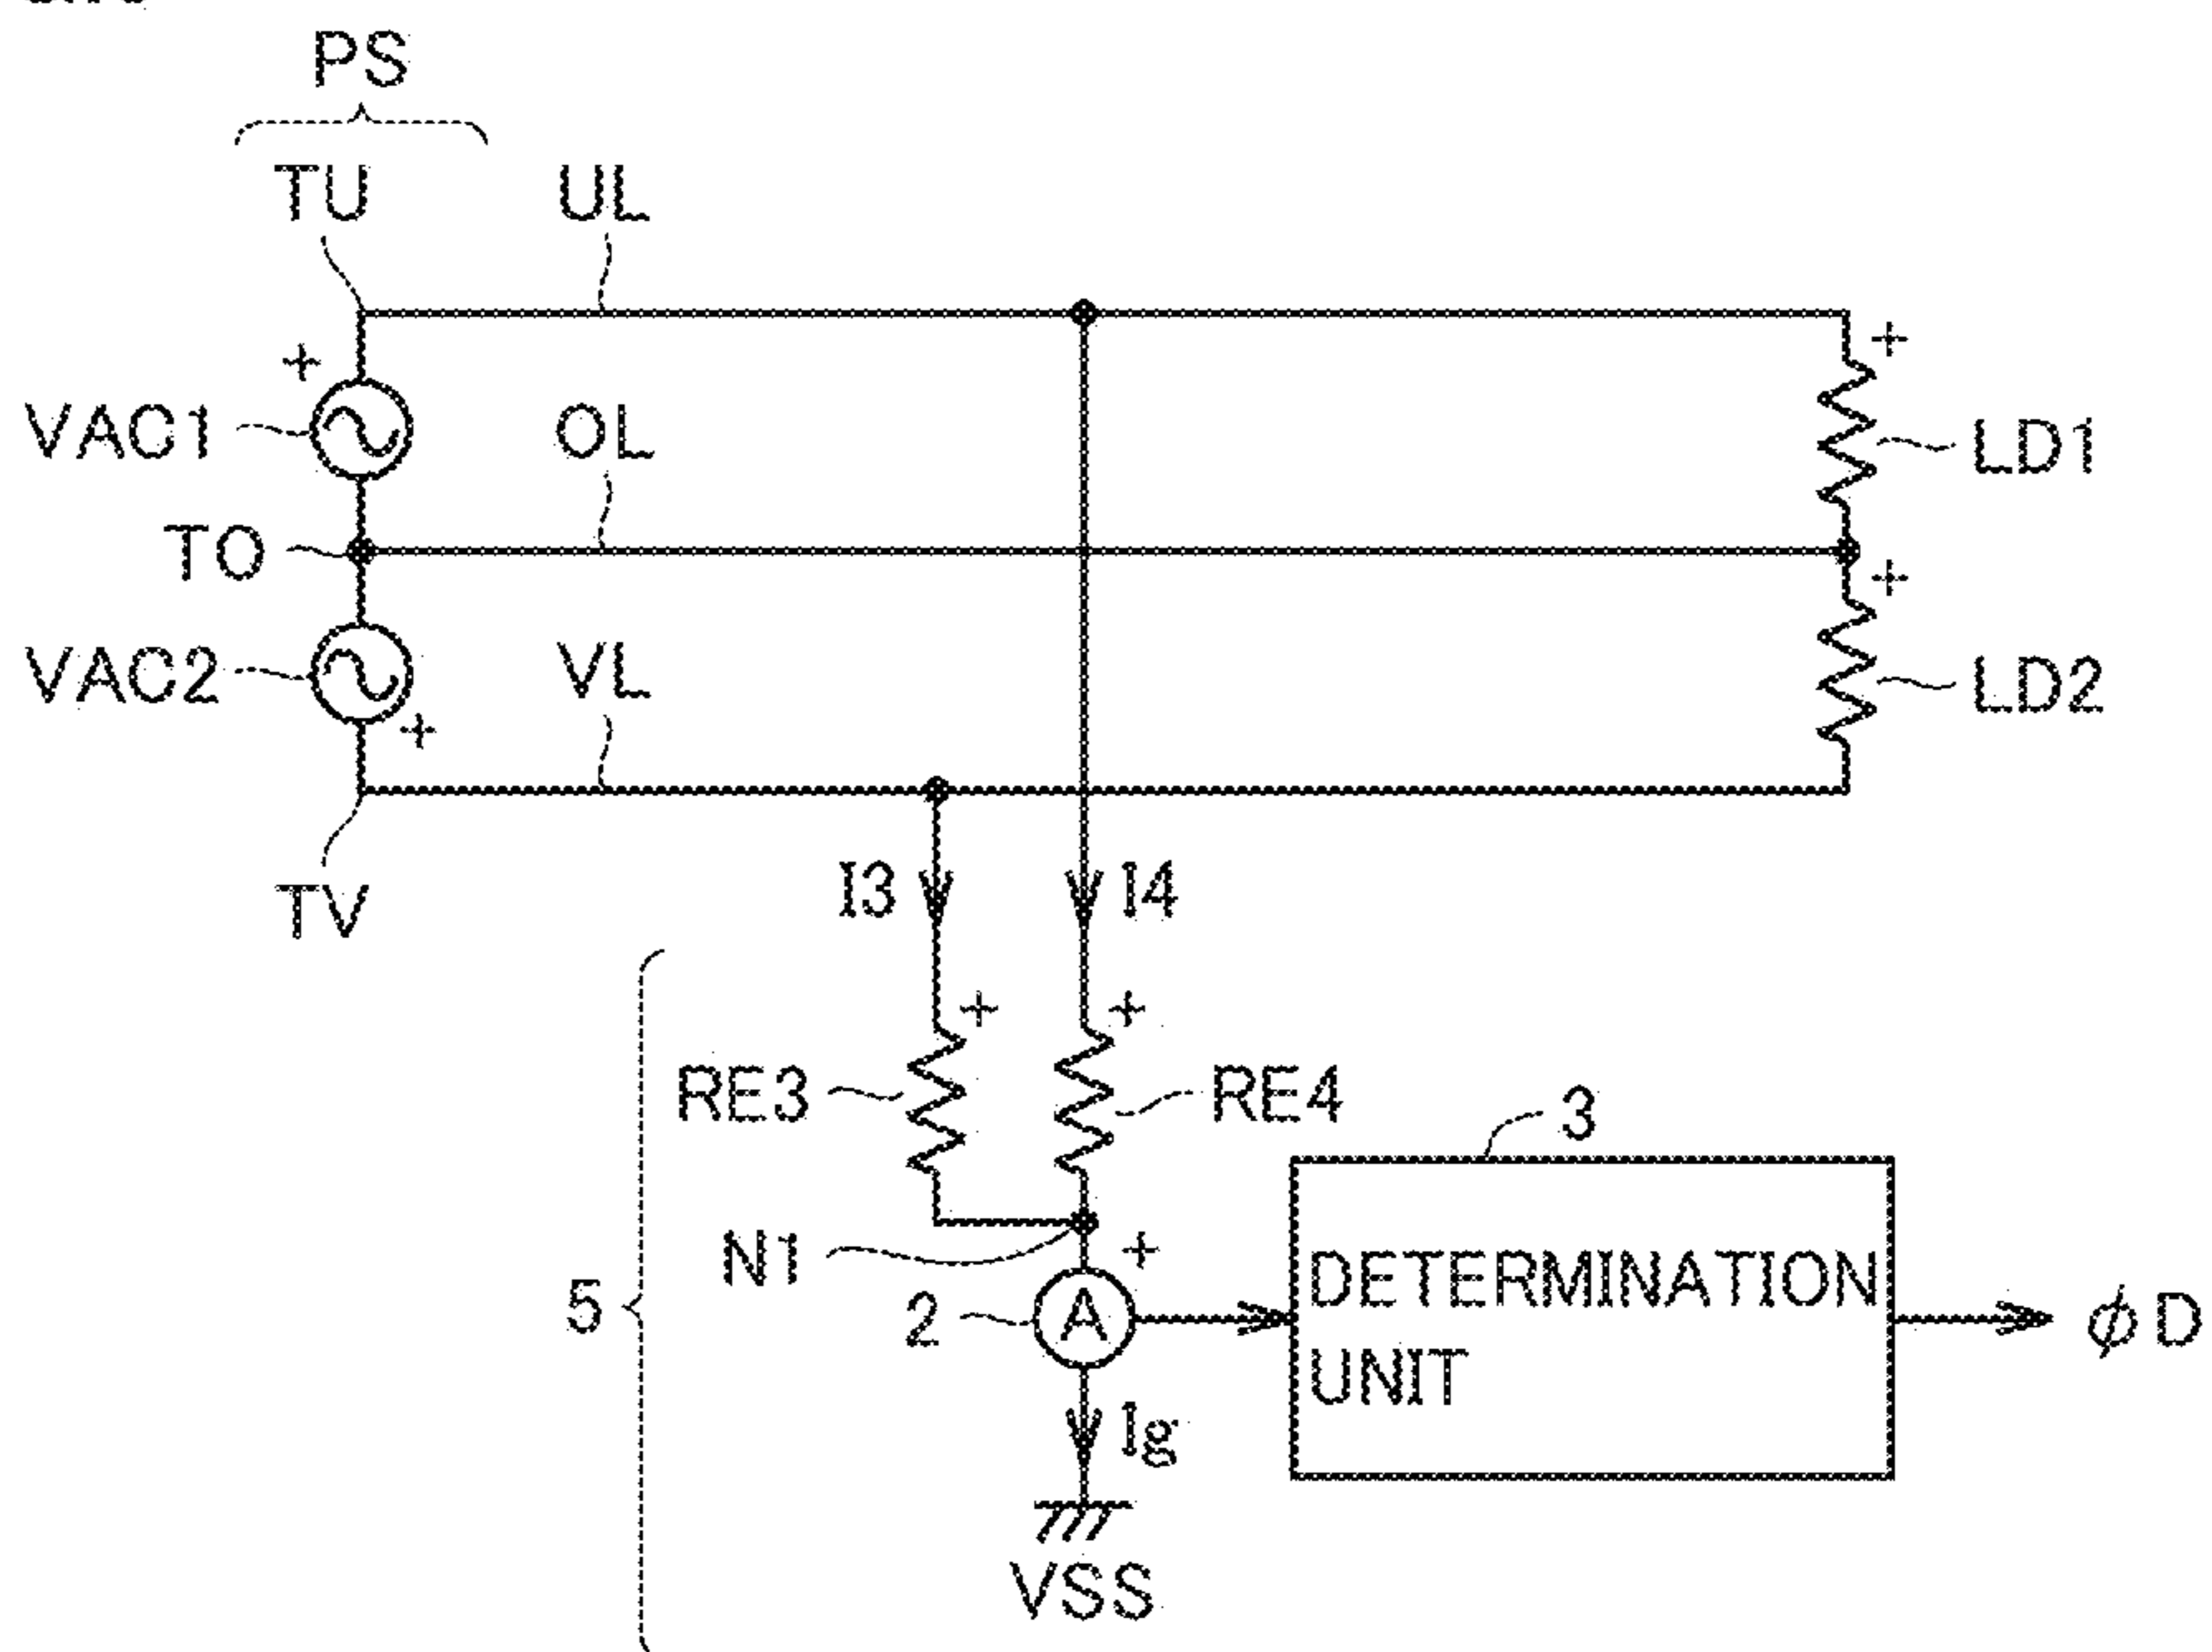 PS
TU
UL
+
+
VAC1
OL
LD1
TO
+
VAC2
VL
LD2
+
TV
I3
I4
+
+
RE3
RE4
3
N1
+
5
2
A
DETERMINATION
UNIT
φD
Ig
VSS